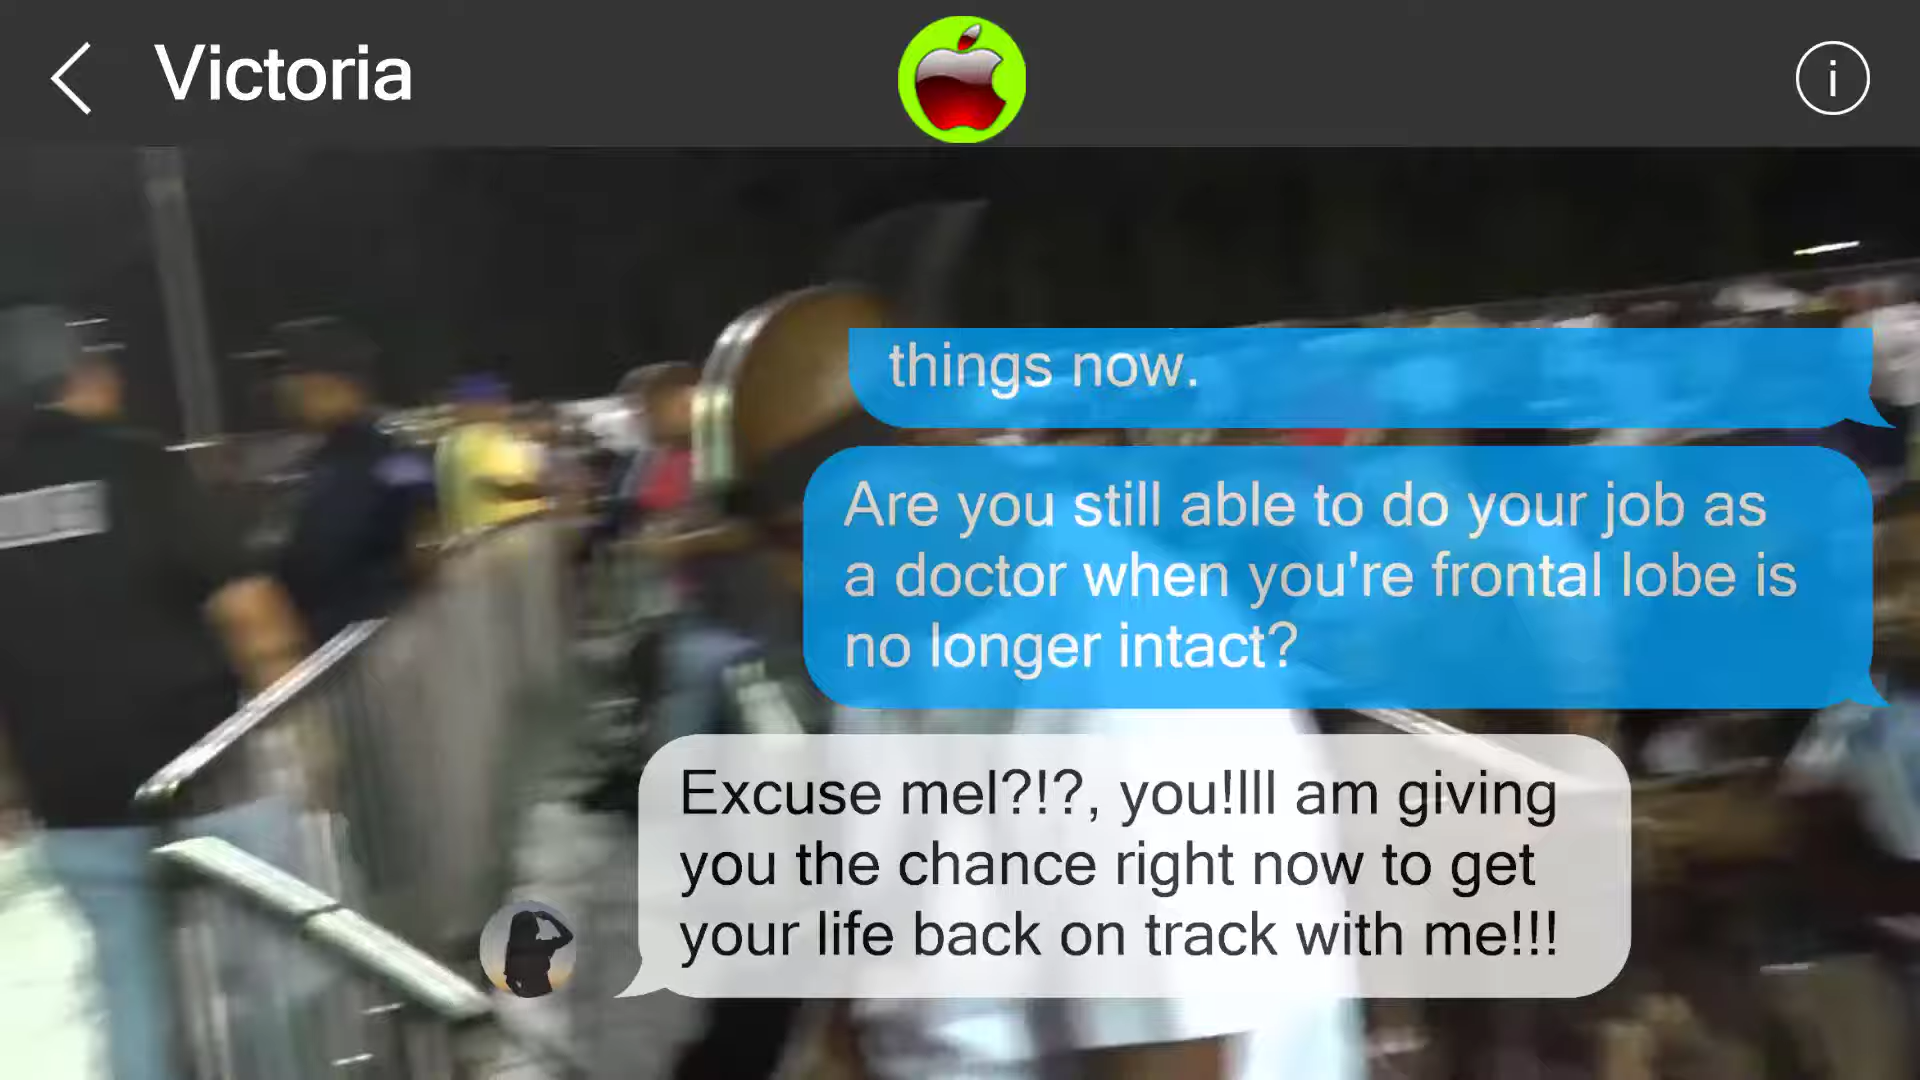 Victoria
i
things now.
Are you still able to do your job as
a doctor when you're frontal lobe is
no longer intact?
Excuse mel?!?, you!lll am giving
you the chance right now to get
your life back on track with me!!!